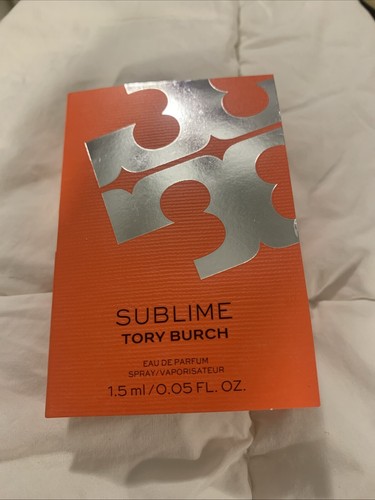 SUBLIME
TORY BURCH
EAU DE PARFUM
SPRAY/VAPORISATEUR
1.5 ml/0.05 FL. OZ.